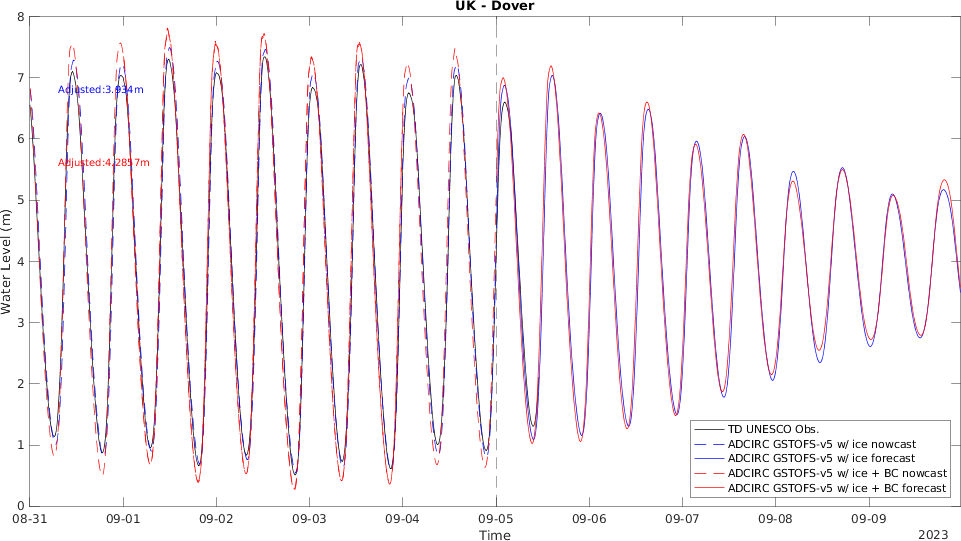 UK - Dover
8
7
6
5
4
3
2
1
0
Water Level (m)
Adjusted:3.934m
Adjusted:4.2857m
TD UNESCO Obs.
ADCIRC GSTOFS-v5 w/ ice nowcast
ADCIRC GSTOFS-v5 w/ ice forecast
ADCIRC GSTOFS-v5 w/ ice + BC nowcast
ADCIRC GSTOFS-v5 w/ ice + BC forecast
08-31 09-01 09-02 09-03 09-04 09-05 09-06 09-07 09-08 09-09
Time
2023